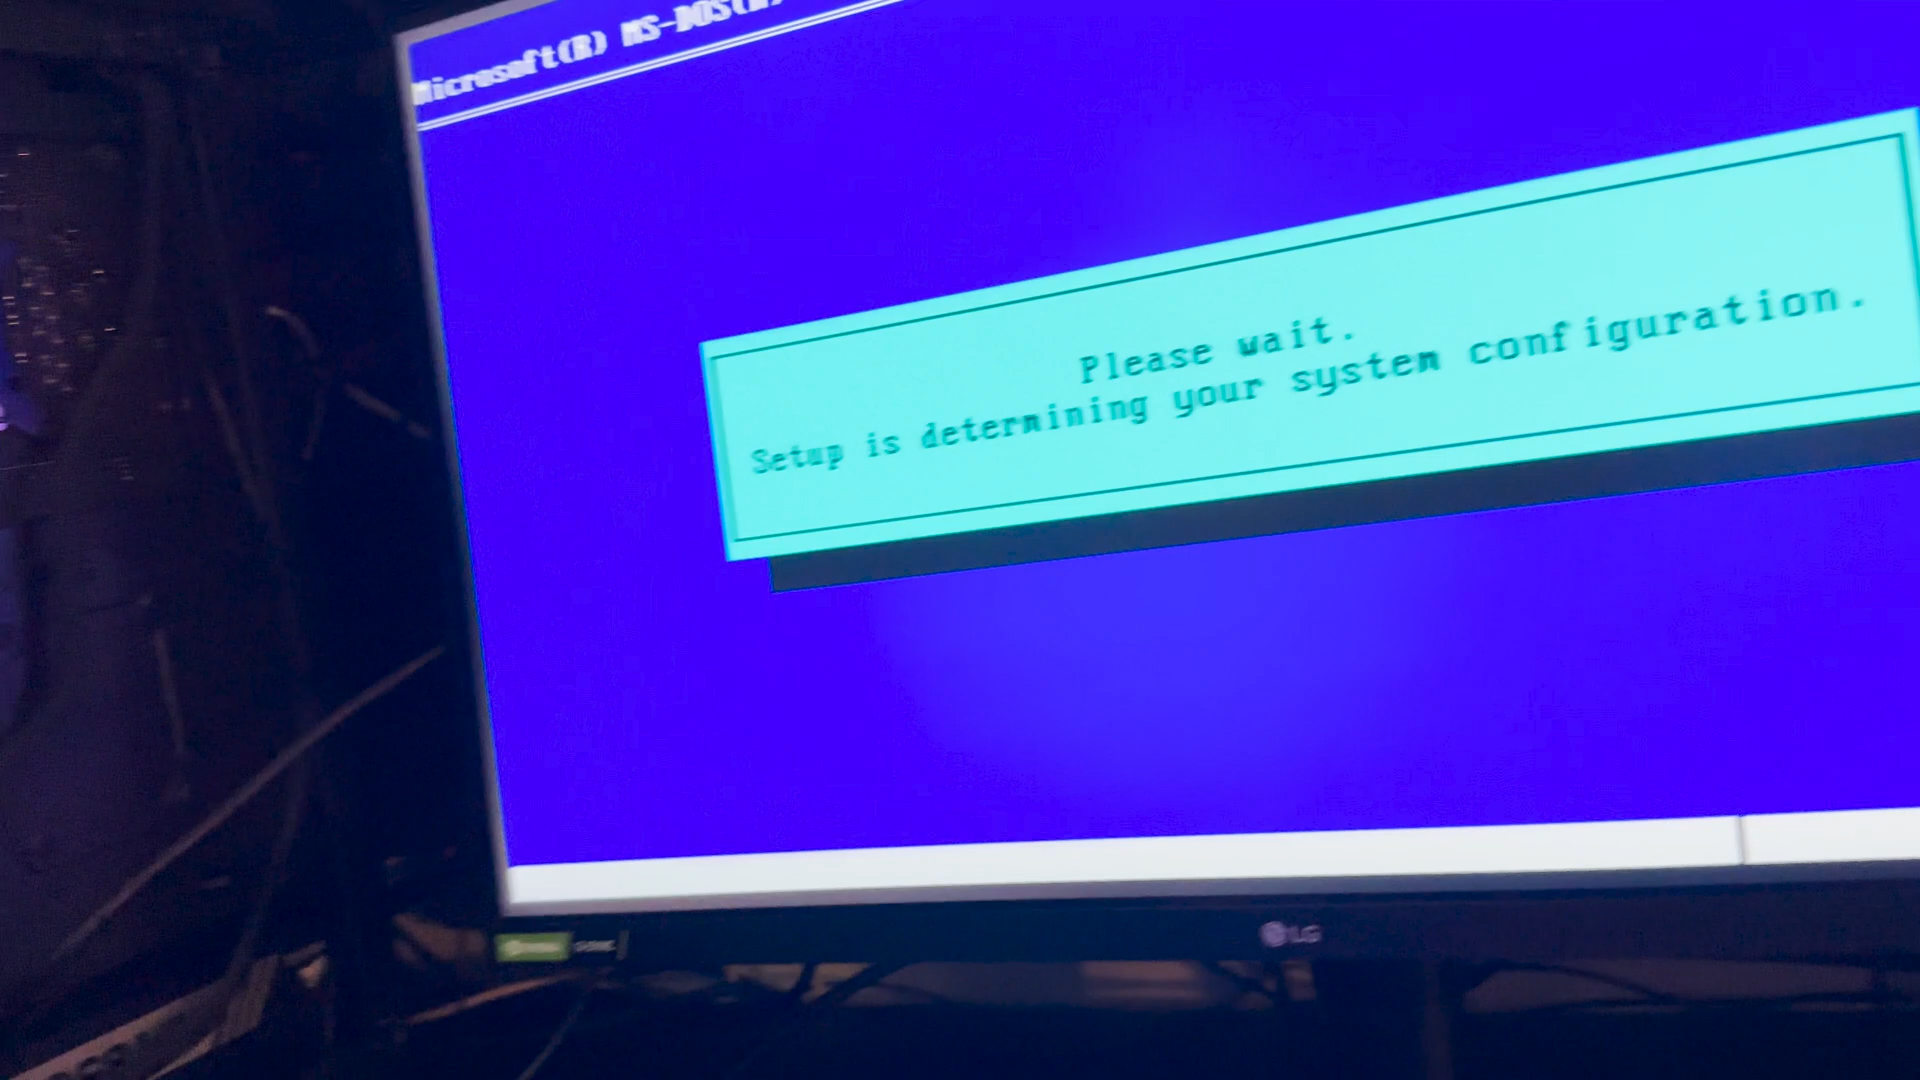 Microsoft(R) MS-DOS(R)
Please wait.
Setup is determining your system configuration.
LG